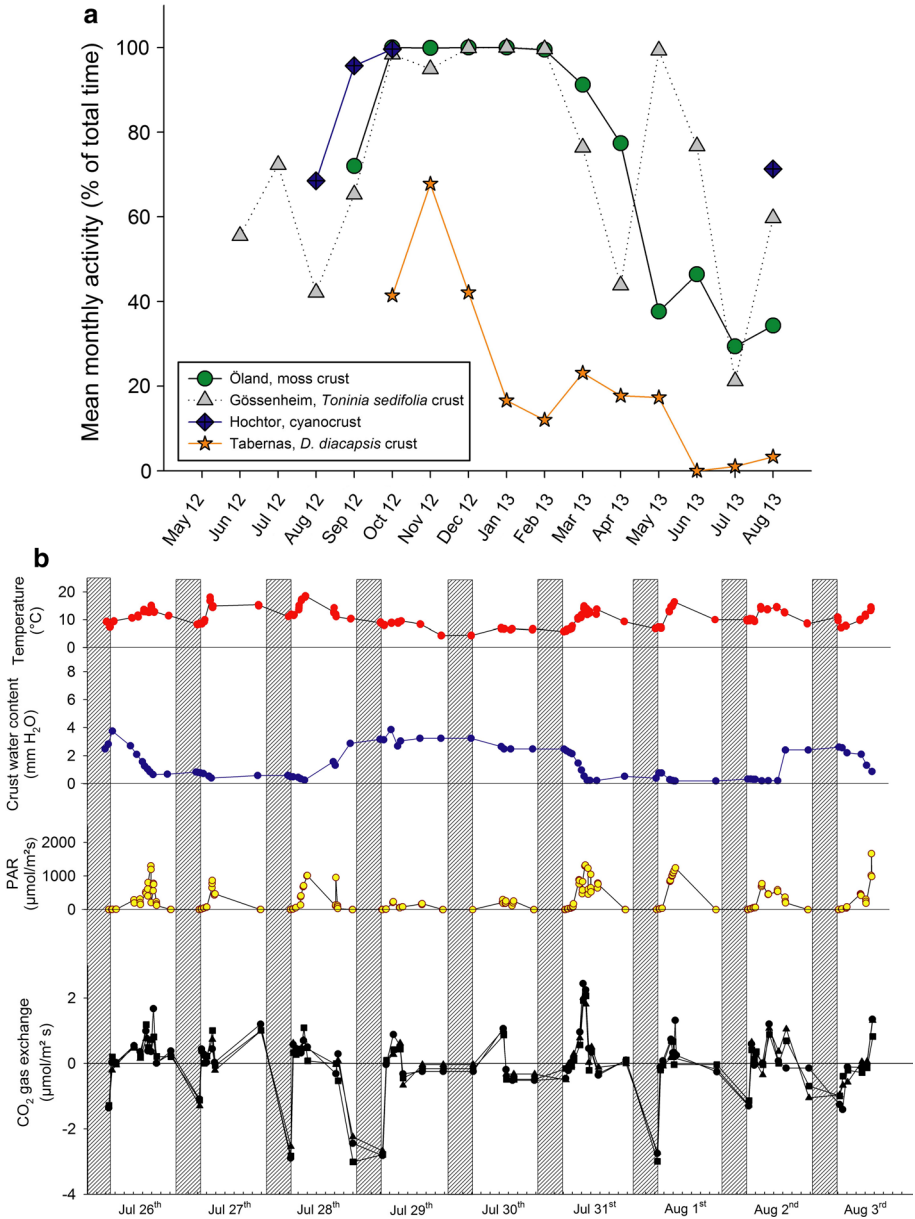 a
Mean monthly activity (% of total time)
100
80
60
40
20
0
Öland, moss crust
Gössenheim, Toninia sedifolia crust
Hochtor, cyanocrust
Tabernas, D. diacapsis crust
May 12
Jun 12
Jul 12
Aug 12
Sep 12
Oct 12
Nov 12
Dec 12
Jan 13
Feb 13
Mar 13
Apr 13
May 13
Jun 13
Jul 13
Aug 13
b
Temperature
(°C)
20
10
0
Crust water content
(mm H₂O)
8
6
4
2
0
PAR
(µmol/m²s)
2000
1000
0
CO₂ gas exchange
(µmol/m² s)
2
0
-2
-4
Jul 26th
Jul 27th
Jul 28th
Jul 29th
Jul 30th
Jul 31st
Aug 1st
Aug 2nd
Aug 3rd